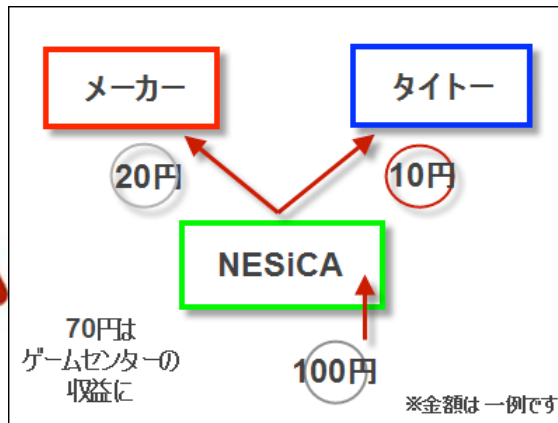 メーカー
タイトー
20円
10円
NESiCA
70円は
ゲームセンターの
収益に
100円
※金額は一例です